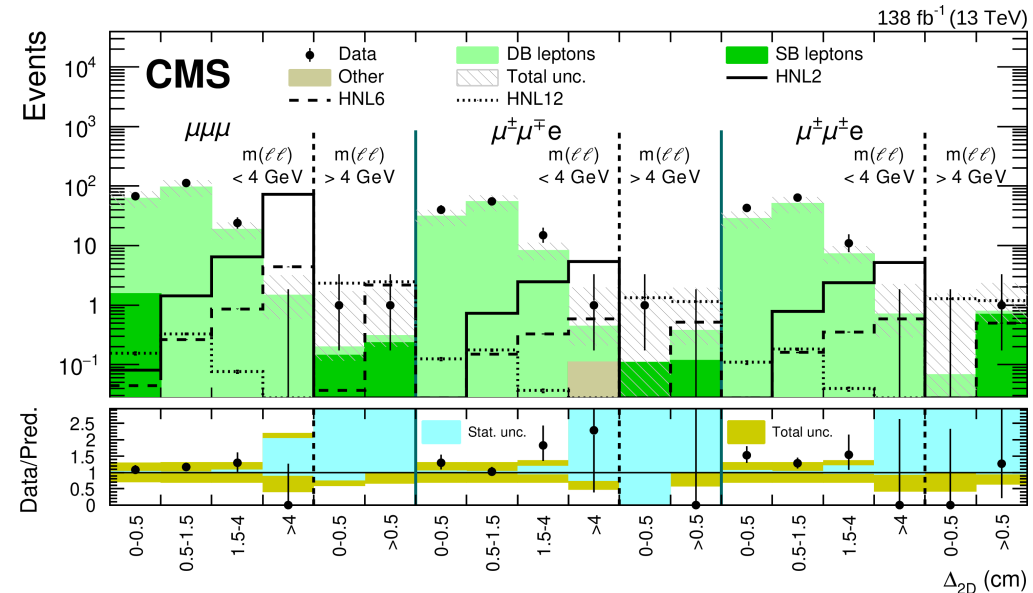 138 fb⁻¹ (13 TeV)
Events
CMS
Data
DB leptons
SB leptons
Other
Total unc.
HNL2
HNL6
HNL12
μμμ
μ±μ∓e
μ±μ±e
m(ℓℓ) < 4 GeV
m(ℓℓ) > 4 GeV
m(ℓℓ) < 4 GeV
m(ℓℓ) > 4 GeV
m(ℓℓ) < 4 GeV
m(ℓℓ) > 4 GeV
10⁴
10³
10²
10
1
10⁻¹
Data/Pred.
2.5
2
1.5
1
0.5
0
Stat. unc.
Total unc.
0-0.5
0.5-1.5
1.5-4
>4
0-0.5
>0.5
0-0.5
0.5-1.5
1.5-4
>4
0-0.5
>0.5
0-0.5
0.5-1.5
1.5-4
>4
0-0.5
>0.5
Δ2D (cm)